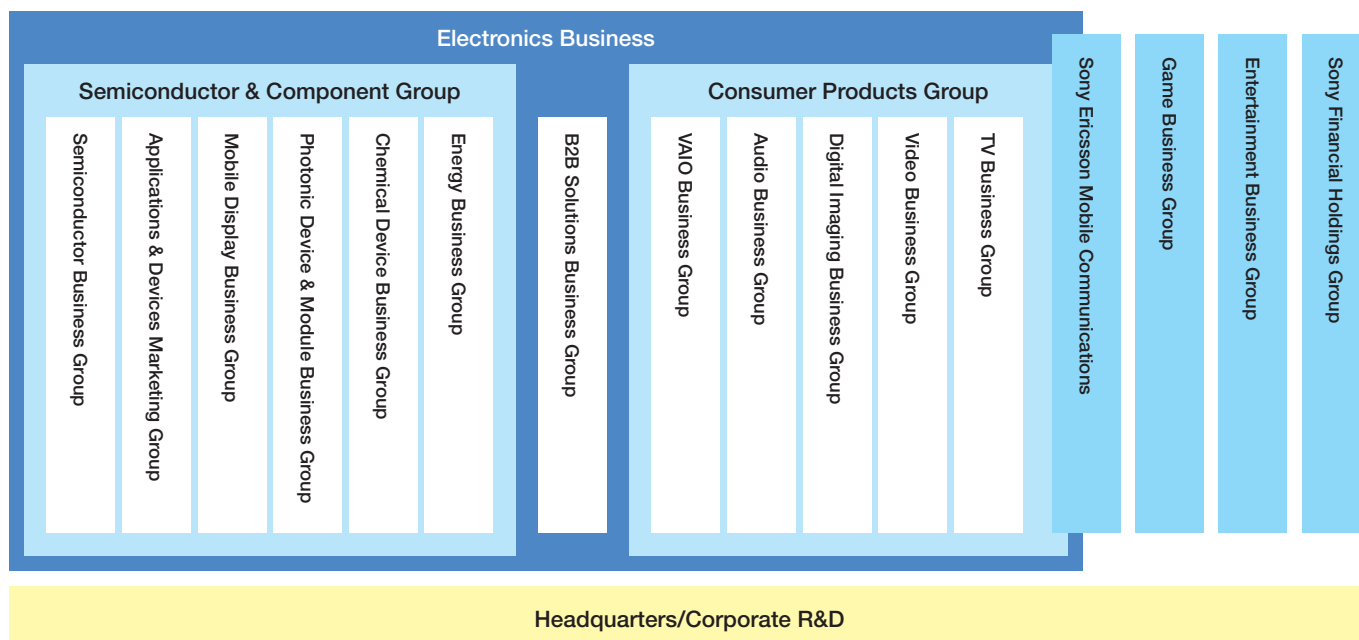 Electronics Business
Semiconductor & Component Group
Semiconductor Business Group
Applications & Devices Marketing Group
Mobile Display Business Group
Photonic Device & Module Business Group
Chemical Device Business Group
Energy Business Group
B2B Solutions Business Group
Consumer Products Group
VAIO Business Group
Audio Business Group
Digital Imaging Business Group
Video Business Group
TV Business Group
Sony Ericsson Mobile Communications
Game Business Group
Entertainment Business Group
Sony Financial Holdings Group
Headquarters/Corporate R&D